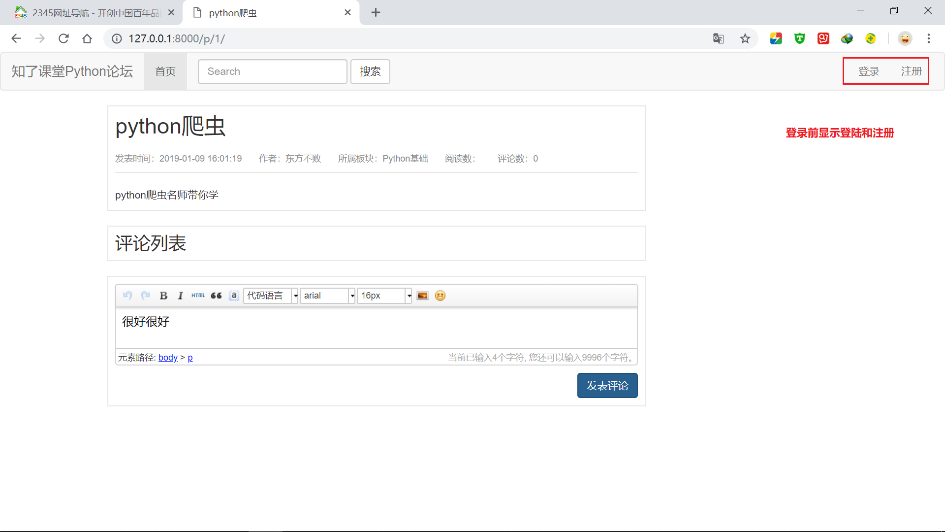 2345网址导航 - 开创中国百年品
python爬虫
127.0.0.1:8000/p/1/
知了课堂Python论坛 首页 Search 搜索 登录 注册
登录前显示登陆和注册
python爬虫
发表时间：2019-01-09 16:01:19 作者：东方不败 所属板块：Python基础 阅读数： 评论数：0
python爬虫名师带你学
评论列表
B I HTML a 代码语言 arial 16px
很好很好
元素路径: body > p 当前已输入4个字符, 您还可以输入9996个字符。
发表评论